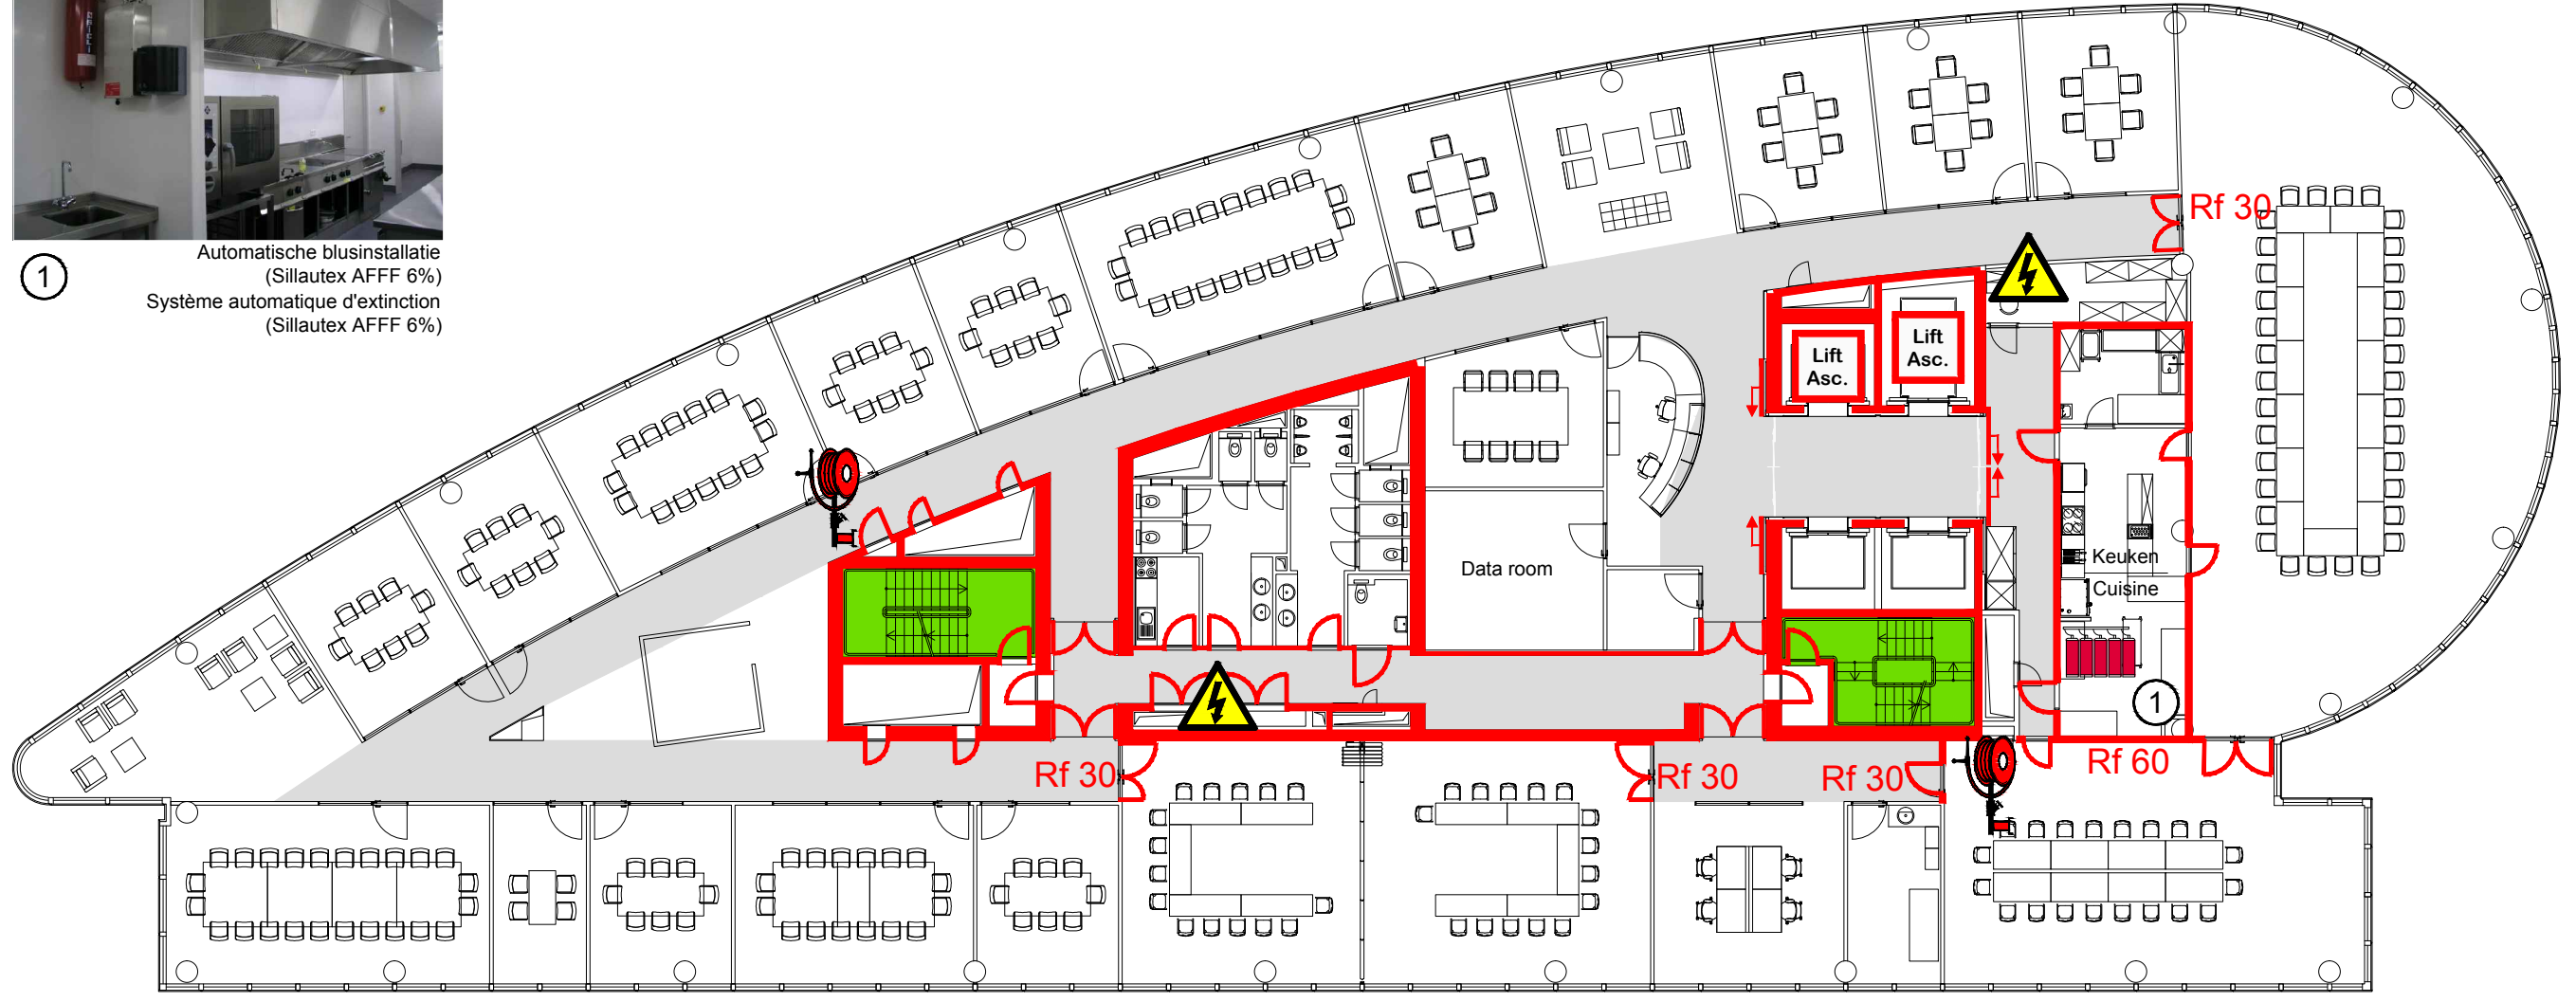 SICLI
Automatische blusinstallatie
(Sillautex AFFF 6%)
Système automatique d'extinction
(Sillautex AFFF 6%)
1
Rf 30
Lift
Asc.
Lift
Asc.
Data room
Keuken
Cuisine
1
Rf 30
Rf 30
Rf 30
Rf 60